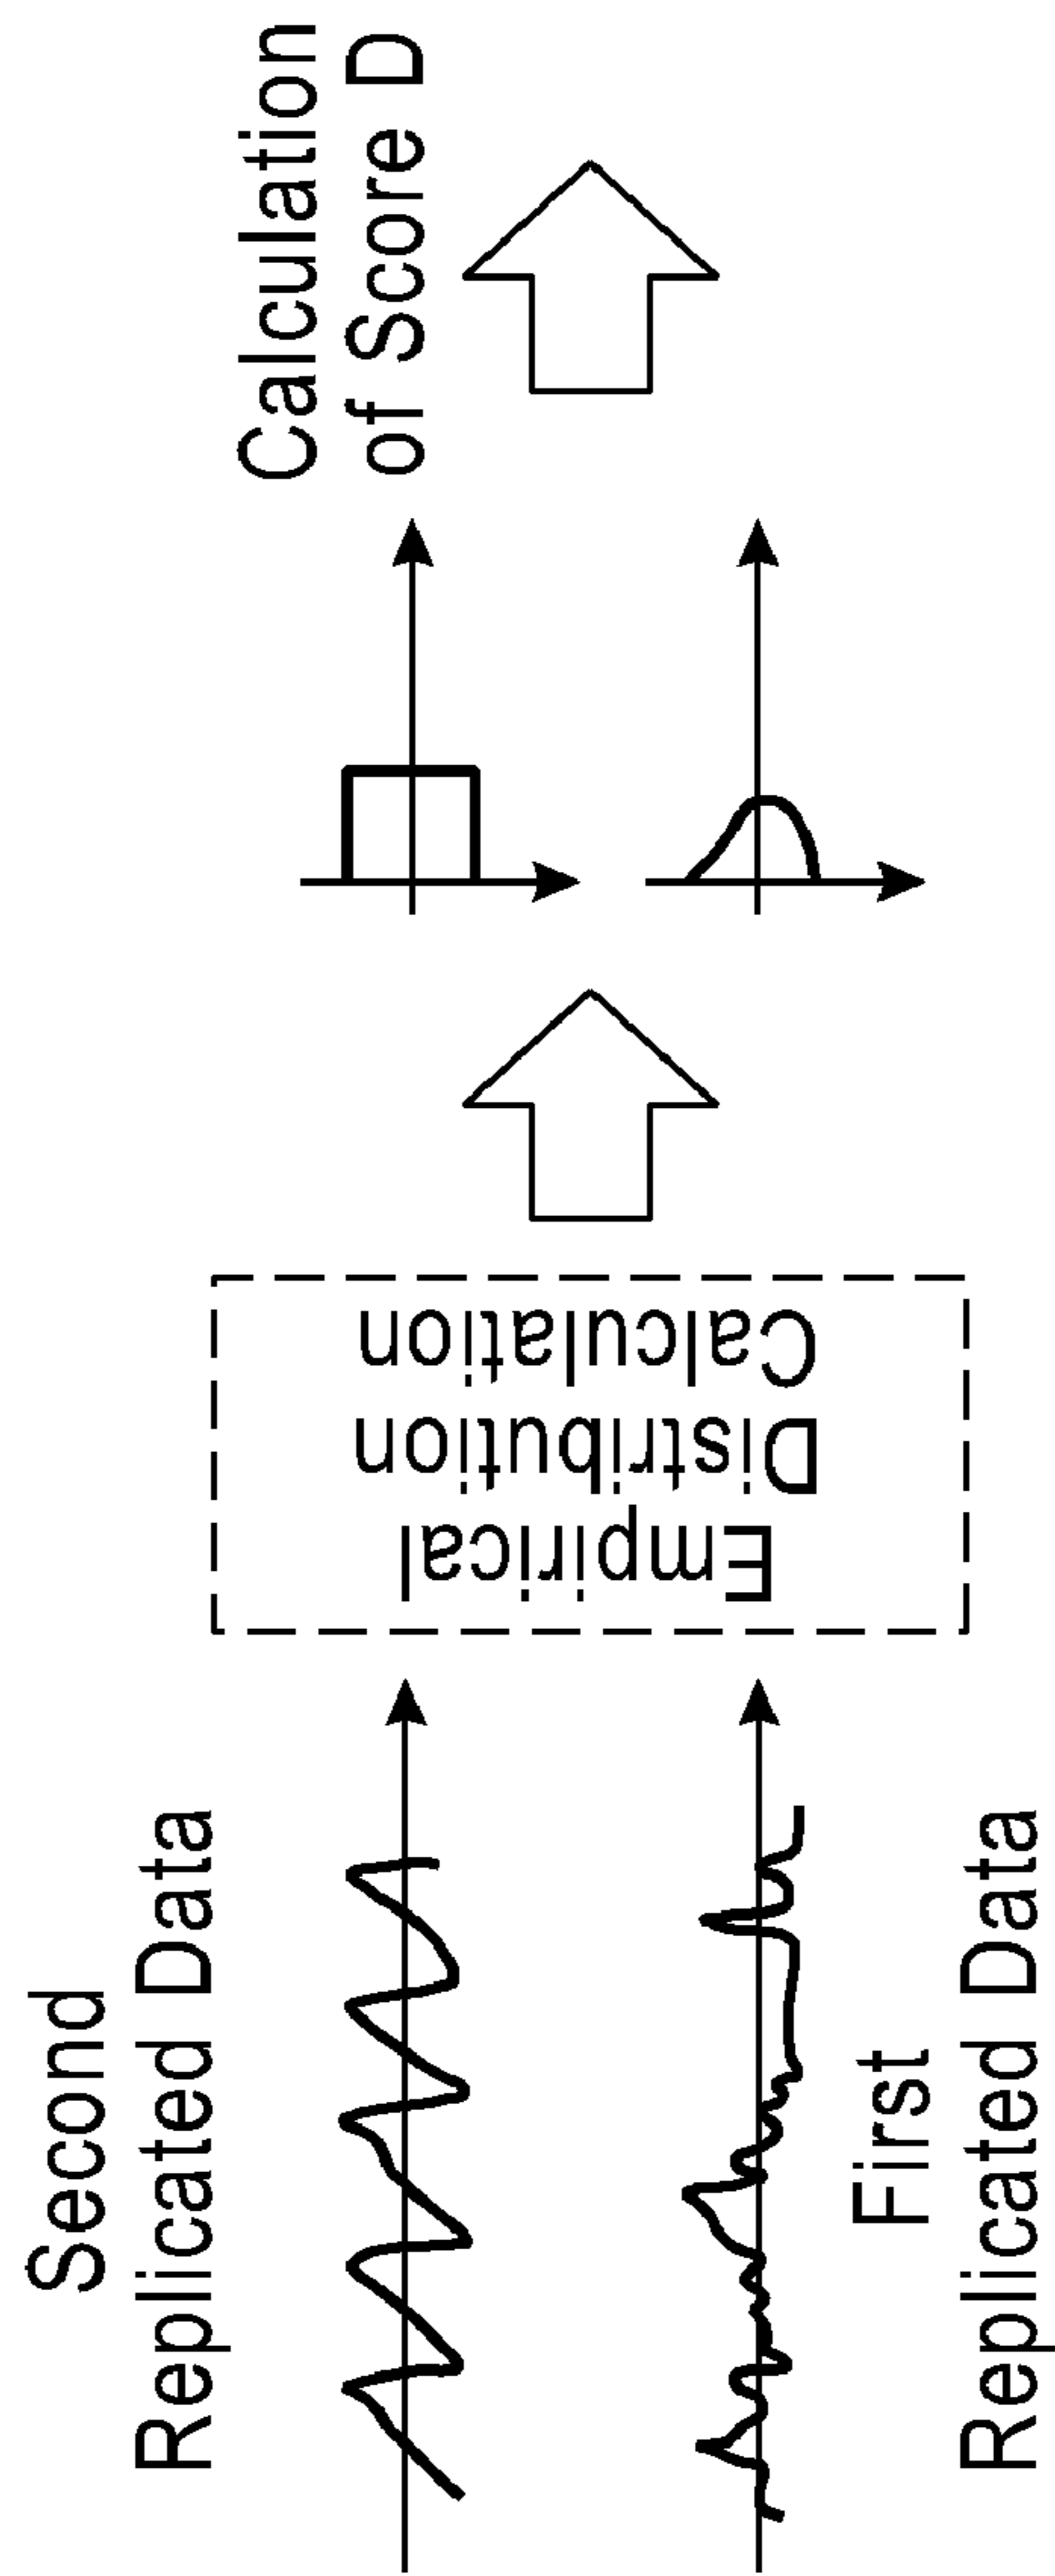 Second
Replicated Data
First
Replicated Data
Empirical
Distribution
Calculation
Calculation
of Score D